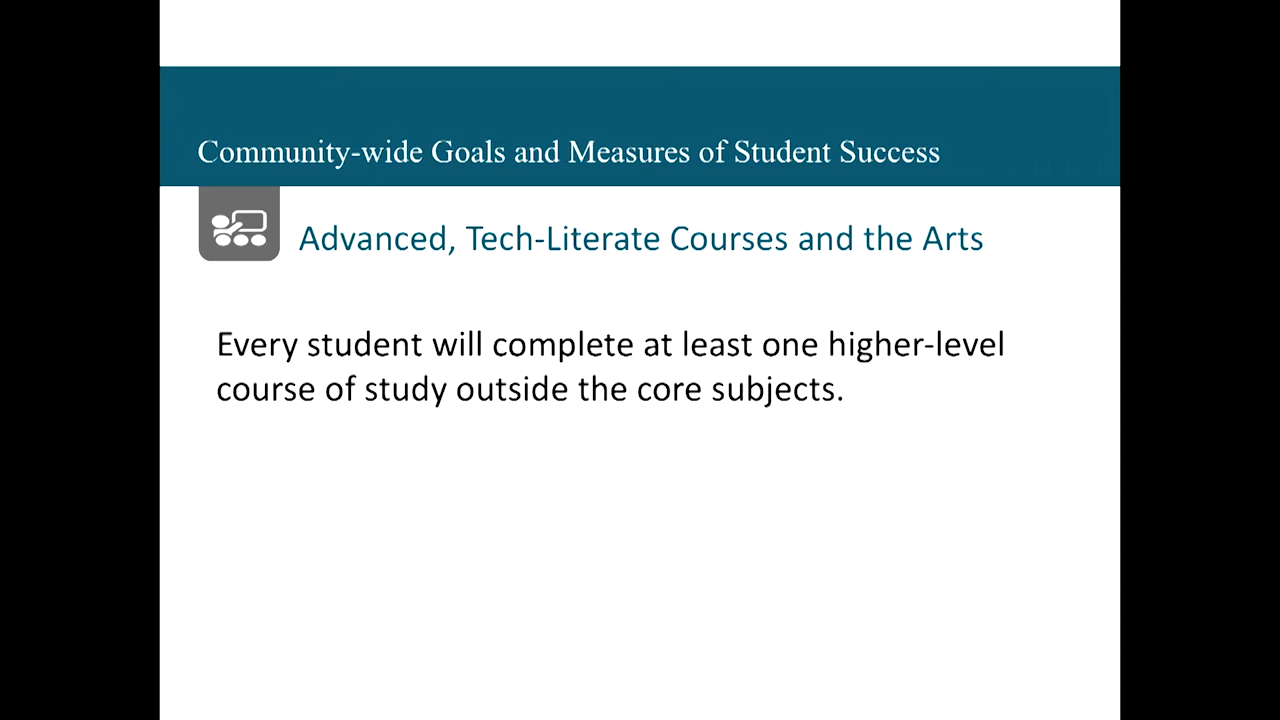 Community-wide Goals and Measures of Student Success
Advanced, Tech-Literate Courses and the Arts
Every student will complete at least one higher-level
course of study outside the core subjects.